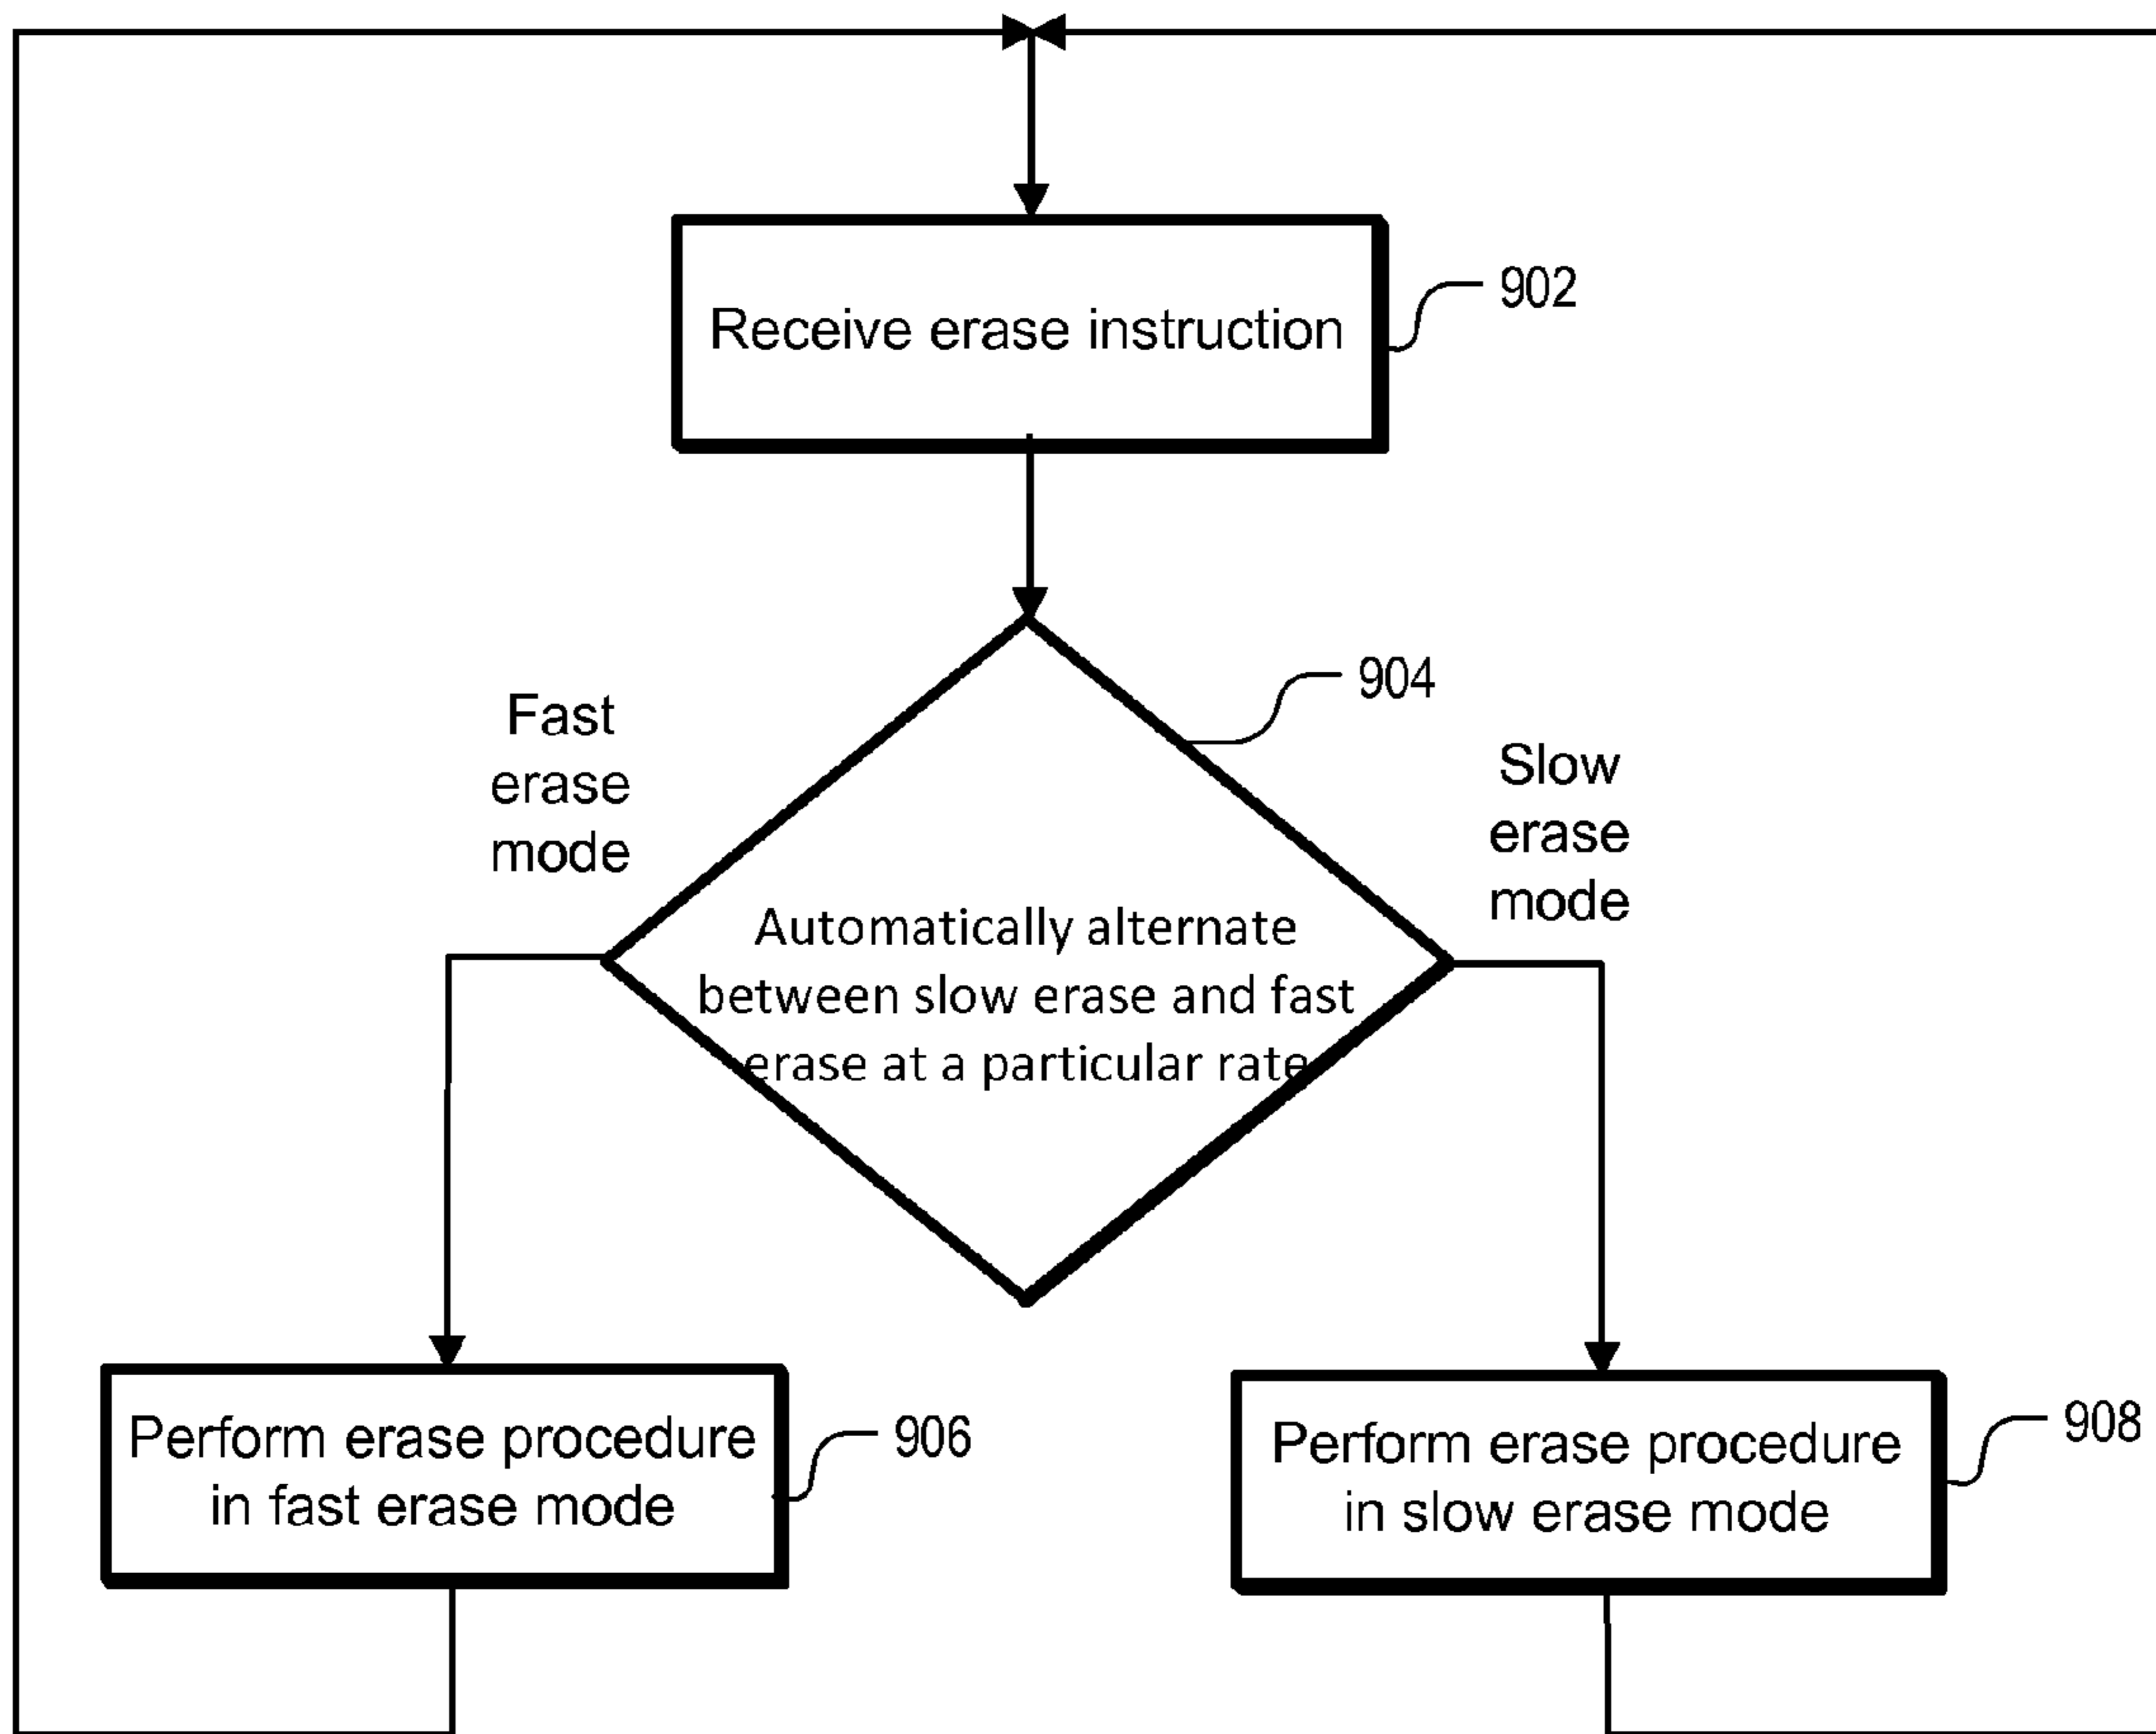 Receive erase instruction
902
904
Fast
erase
mode
Slow
erase
mode
Automatically alternate
between slow erase and fast
erase at a particular rate
Perform erase procedure
in fast erase mode
906
Perform erase procedure
in slow erase mode
908